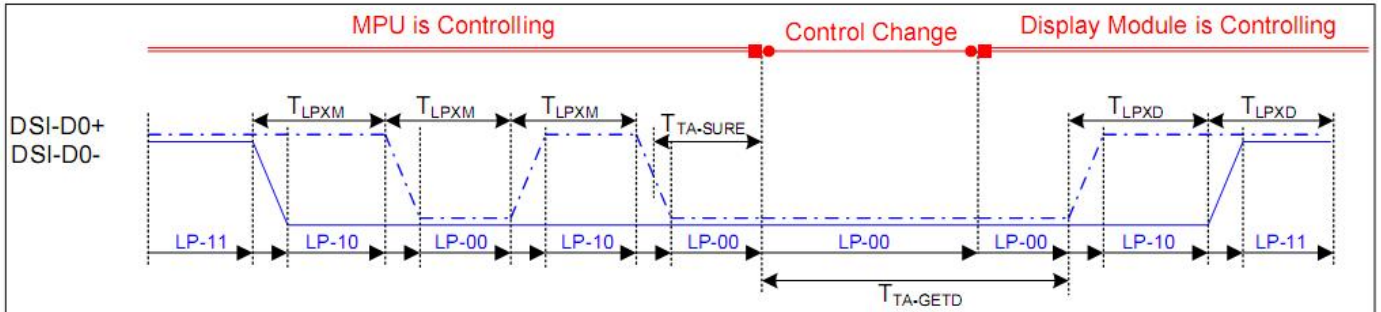 MPU is Controlling Control Change Display Module is Controlling
TLPXM TLPXM TLPXM TLPXD TLPXD
DSI-D0+
DSI-D0-
TTA-SURE
LP-11 LP-10 LP-00 LP-10 LP-00 LP-00 LP-00 LP-10 LP-11
TTA-GETD